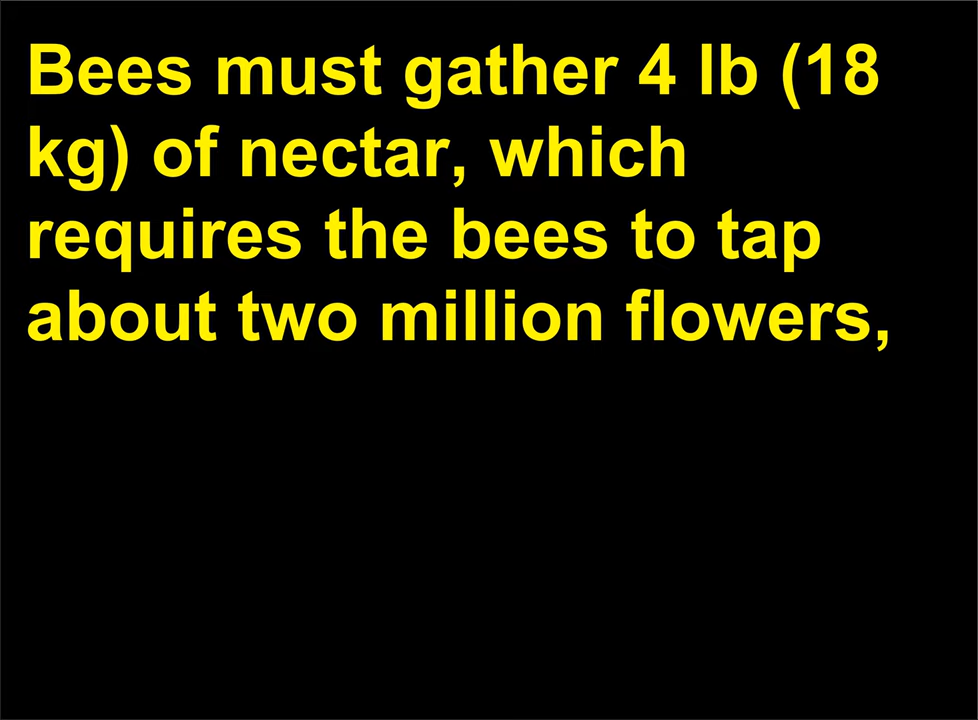 Bees must gather 4 lb (18
kg) of nectar, which
requires the bees to tap
about two million flowers,